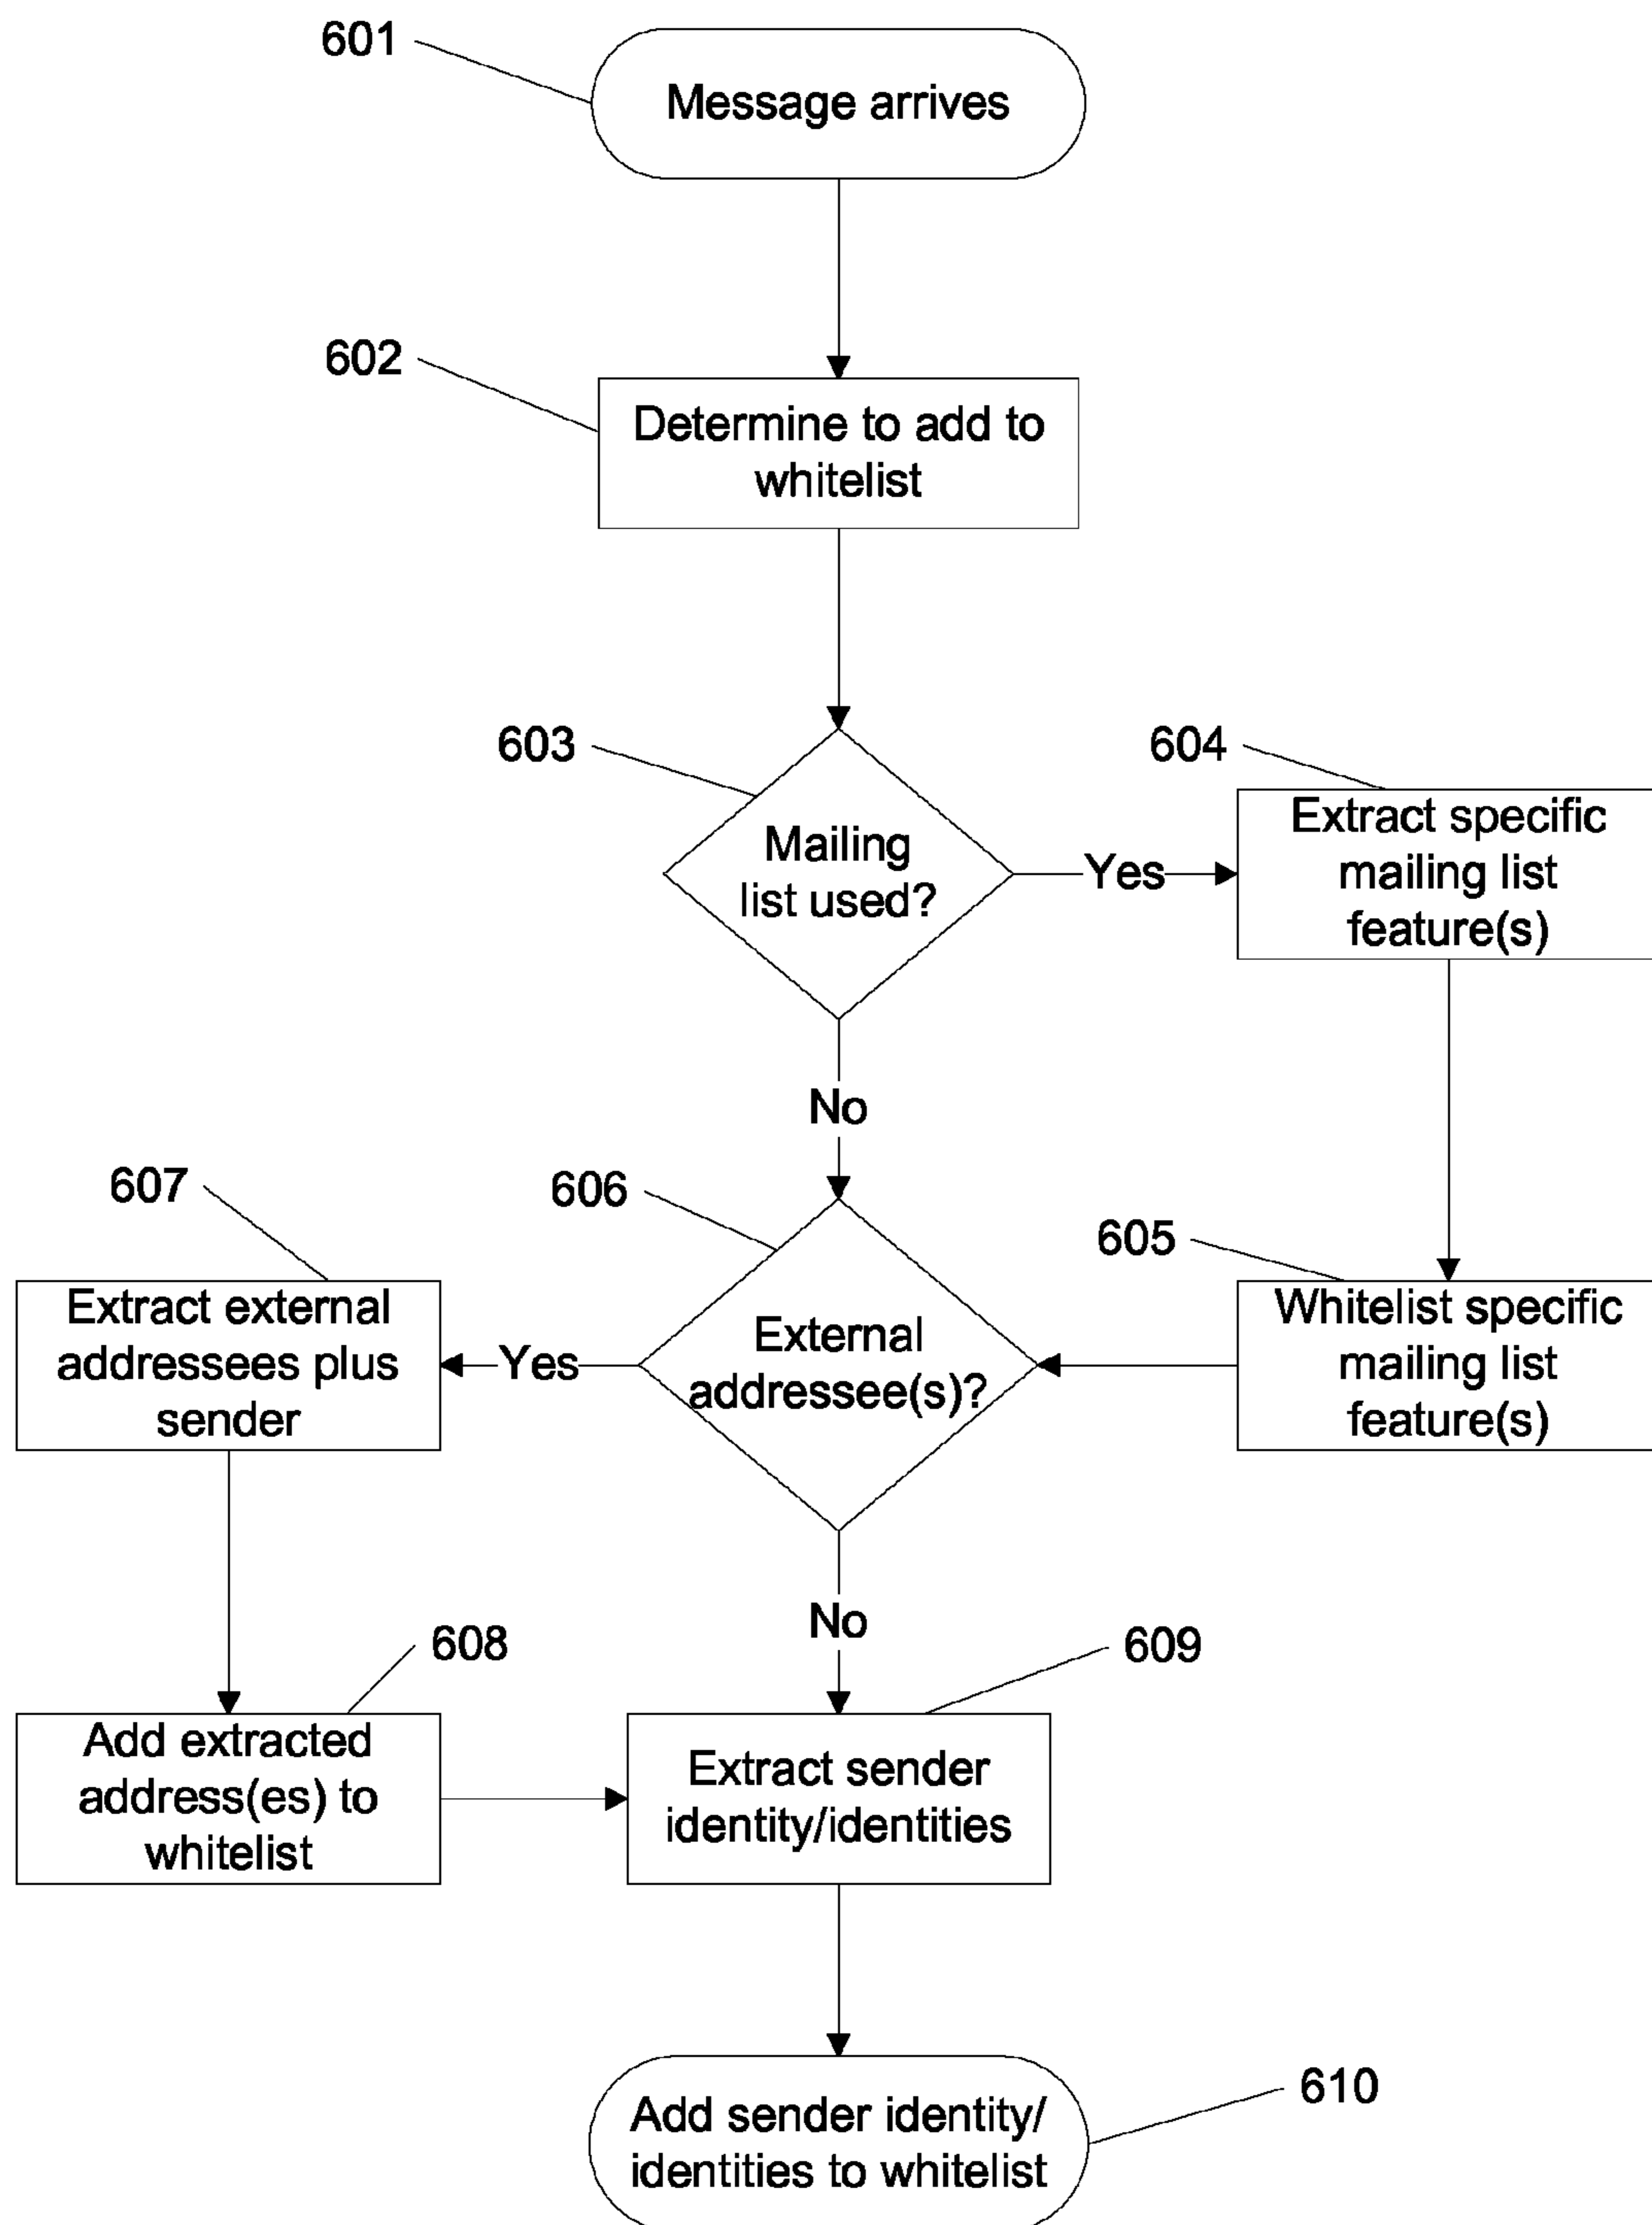 601
Message arrives
602
Determine to add to
whitelist
603
Mailing
list used?
Yes
604
Extract specific
mailing list
feature(s)
No
605
Whitelist specific
mailing list
feature(s)
606
External
addressee(s)?
Yes
607
Extract external
addressees plus
sender
No
608
Add extracted
address(es) to
whitelist
609
Extract sender
identity/identities
610
Add sender identity/
identities to whitelist